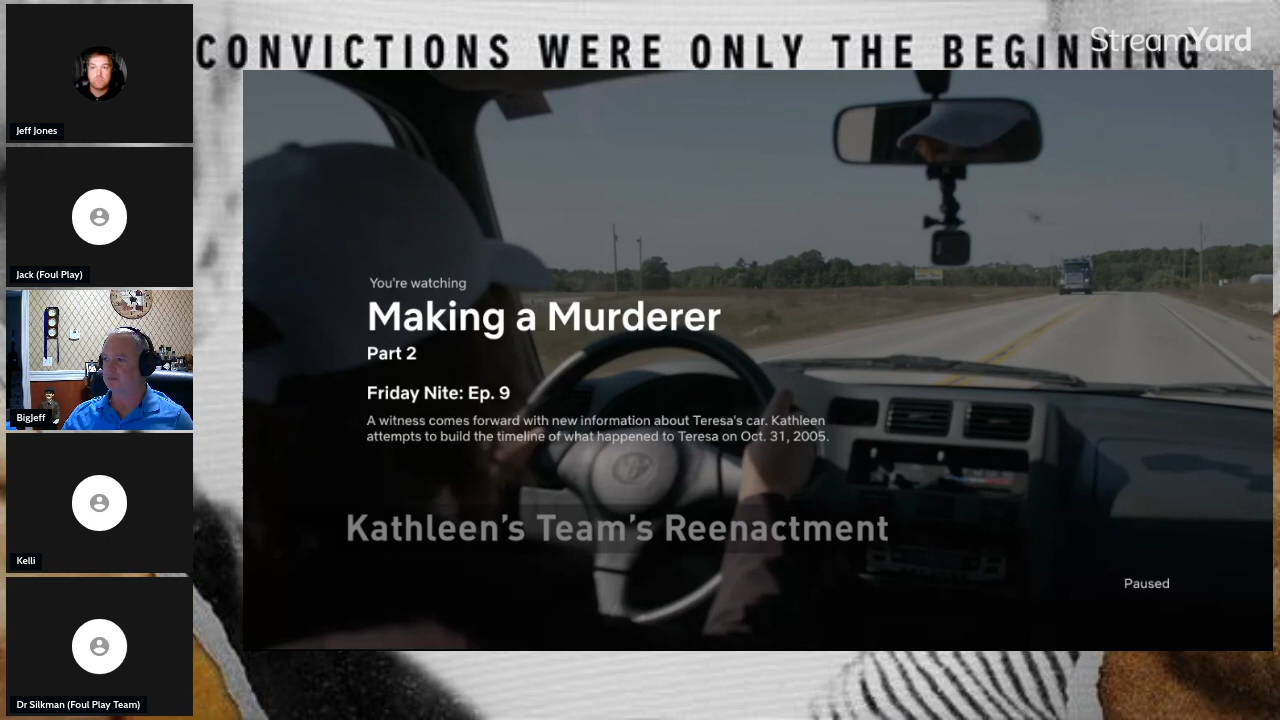 CONVICTIONS WERE ONLY THE BEGINNING
StreamYard
Jeff Jones
Jack (Foul Play)
BigJeff
Kelli
Dr Silkman (Foul Play Team)
You're watching
Making a Murderer
Part 2
Friday Nite: Ep. 9
A witness comes forward with new information about Teresa's car. Kathleen
attempts to build the timeline of what happened to Teresa on Oct. 31, 2005.
Kathleen's Team's Reenactment
Paused